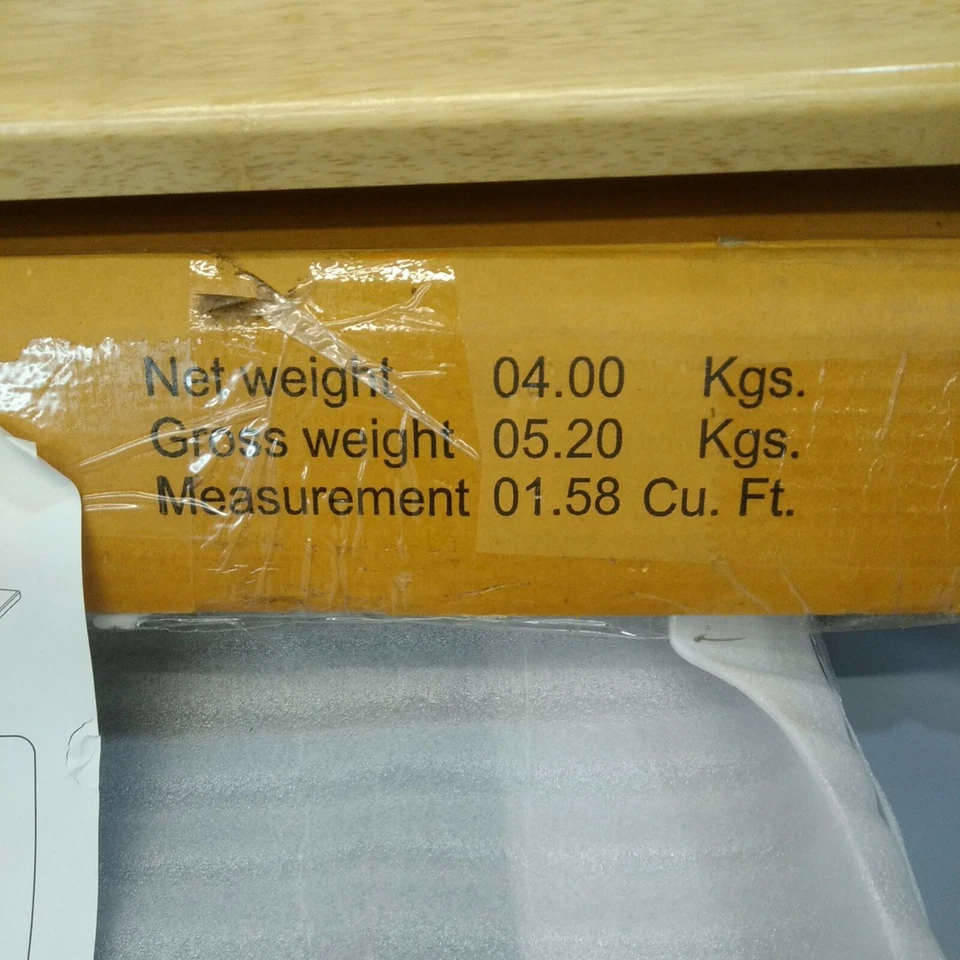 Net weight 04.00 Kgs.
Gross weight 05.20 Kgs.
Measurement 01.58 Cu. Ft.